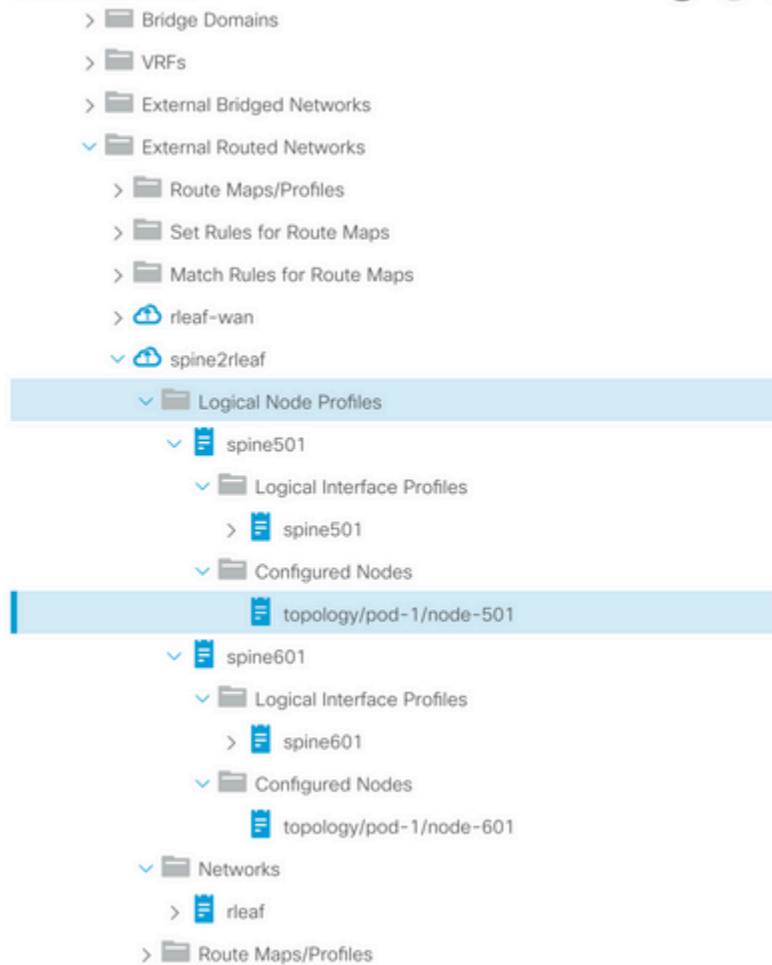 Bridge Domains
VRFs
External Bridged Networks
External Routed Networks
Route Maps/Profiles
Set Rules for Route Maps
Match Rules for Route Maps
rleaf-wan
spine2rleaf
Logical Node Profiles
spine501
Logical Interface Profiles
spine501
Configured Nodes
topology/pod-1/node-501
spine601
Logical Interface Profiles
spine601
Configured Nodes
topology/pod-1/node-601
Networks
rleaf
Route Maps/Profiles